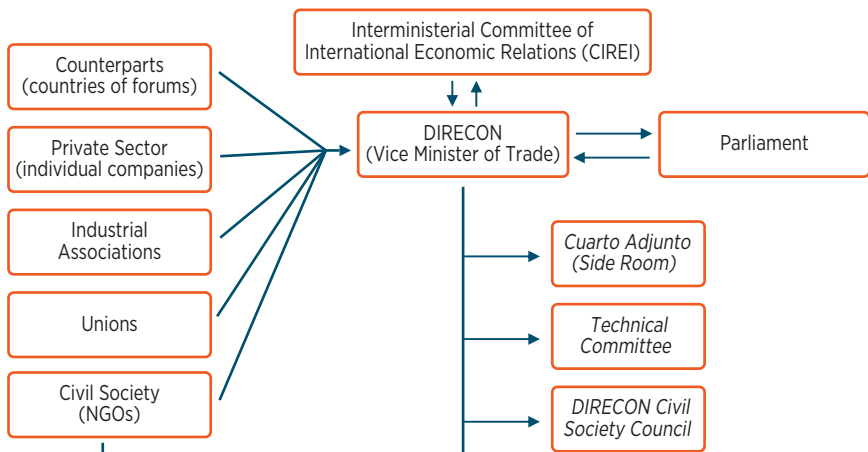 Interministerial Committee of
International Economic Relations (CIREI)
Counterparts
(countries of forums)
Private Sector
(individual companies)
Industrial
Associations
Unions
Civil Society
(NGOs)
DIRECON
(Vice Minister of Trade)
Parliament
Cuarto Adjunto
(Side Room)
Technical
Committee
DIRECON Civil
Society Council